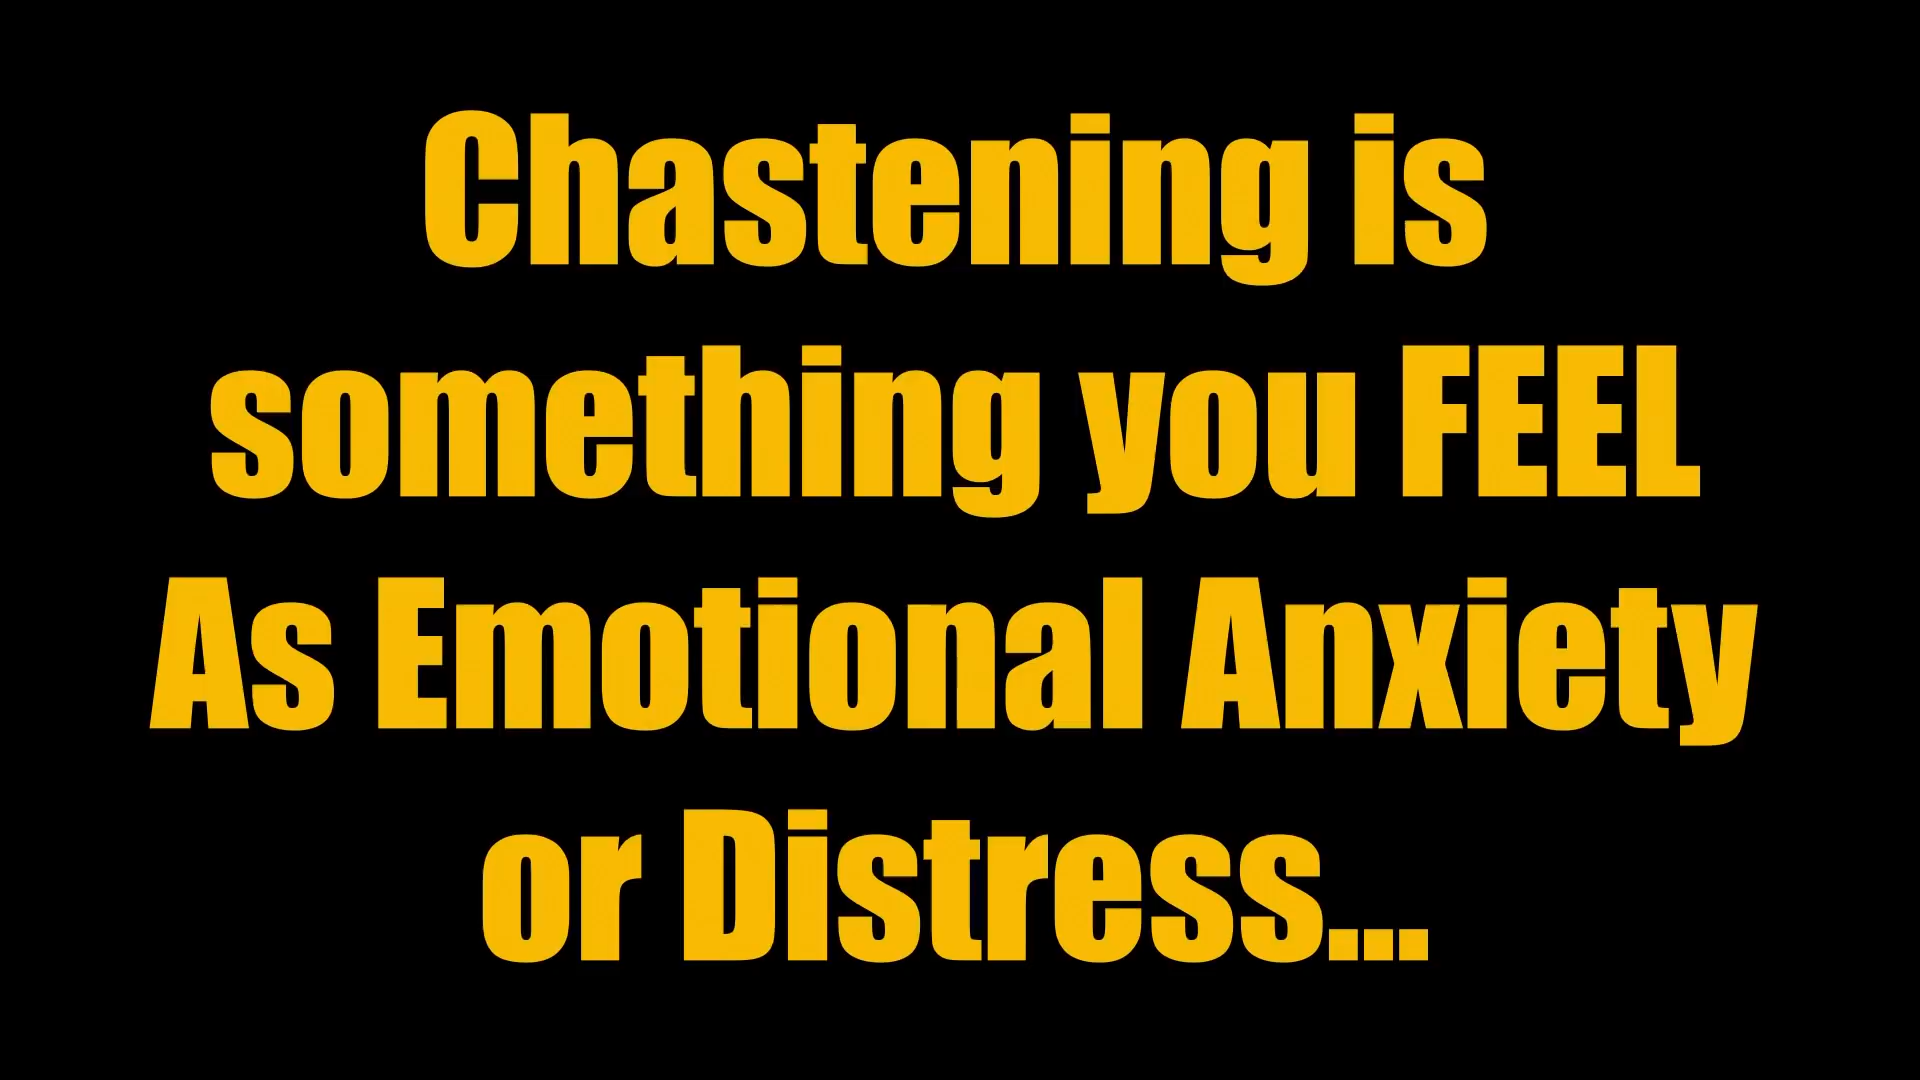 Chastening is
something you FEEL
As Emotional Anxiety
or Distress...